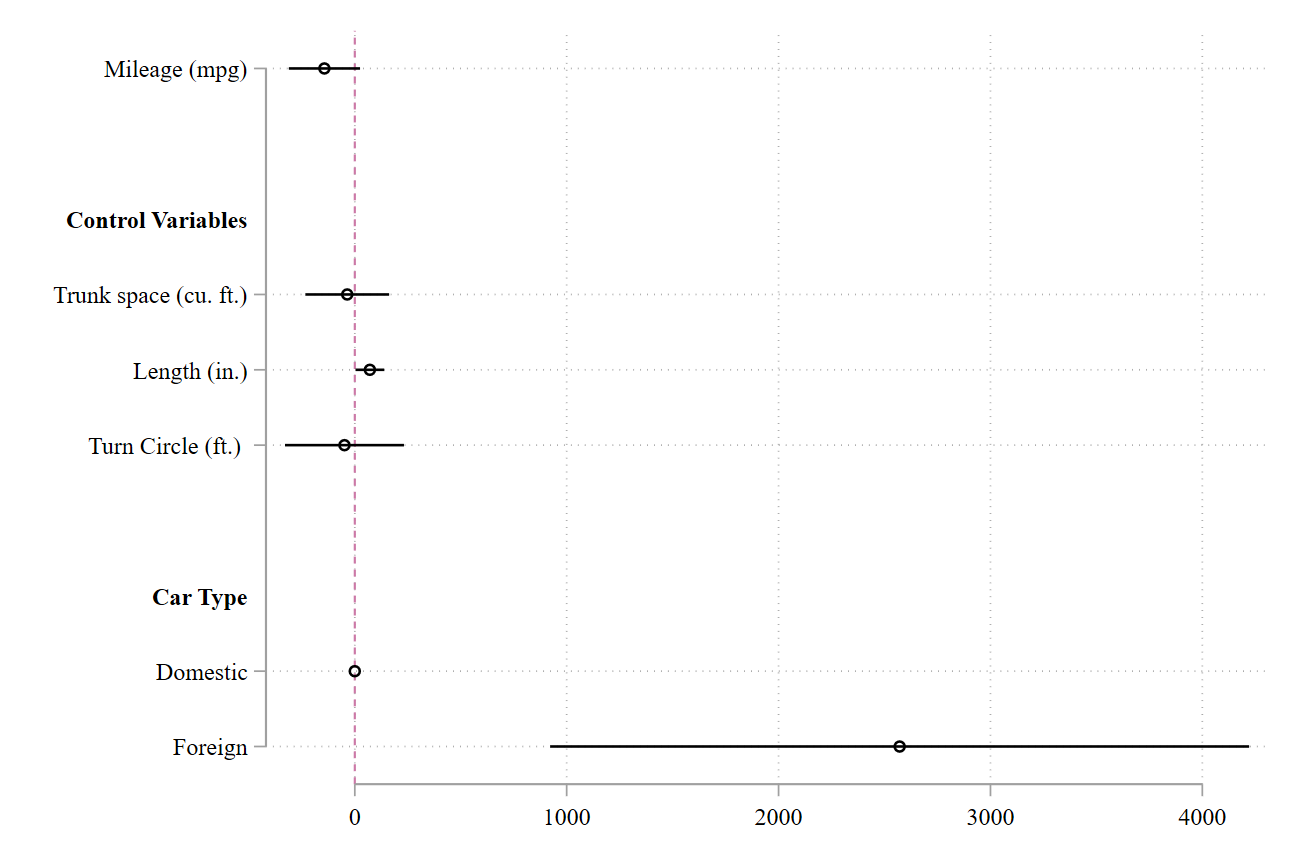 Mileage (mpg)
Control Variables
Trunk space (cu. ft.)
Length (in.)
Turn Circle (ft.)
Car Type
Domestic
Foreign
0 1000 2000 3000 4000